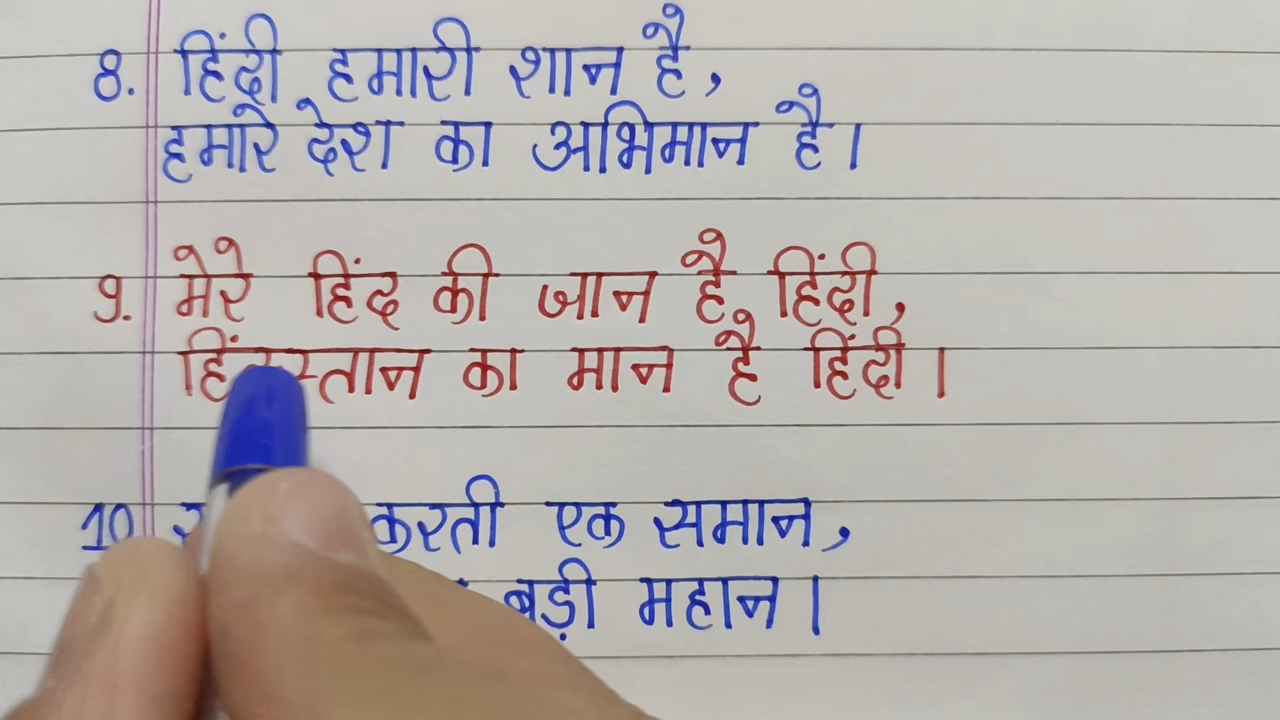 8. हिंदी हमारी शान है,
हमारे देश का अभिमान है।
9. मेरे हिंद की जान है हिंदी,
का मान है हिंदी।
10 करती एक समान,
बड़ी महान।